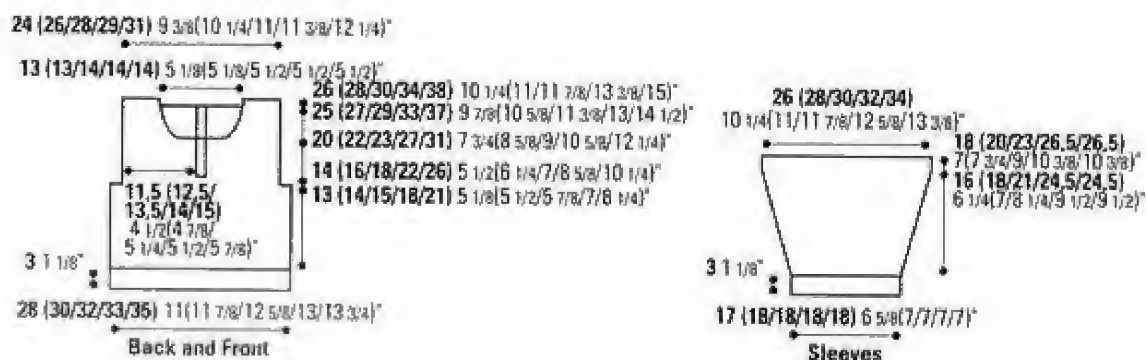 24 (26/28/29/31) 9 3/8(10 1/4/11/11 3/8/12 1/4)"
13 (13/14/14/14) 5 1/8(5 1/8/5 1/2/5 1/2/5 1/2)"
26 (28/30/34/38) 10 1/4(11/11 7/8/13 3/8/15)"
25 (27/29/33/37) 9 7/8(10 5/8/11 3/8/13/14 1/2)"
20 (22/23/27/31) 7 3/4(8 5/8/9/10 5/8/12 1/4)"
14 (16/18/22/26) 5 1/2(6 1/4/7/8 5/8/10 1/4)"
13 (14/15/18/21) 5 1/8(5 1/2/5 7/8/7/8 1/4)"
11,5 (12,5/
13,5/14/15)
4 1/2(4 7/8/
5 1/4/5 1/2/5 7/8)"
3 1 1/8"
28 (30/32/33/35) 11(11 7/8/12 5/8/13/13 3/4)"
Back and Front
26 (28/30/32/34)
10 1/4(11/11 7/8/12 5/8/13 3/8)"
18 (20/23/26,5/26,5)
7(7 3/4/9/10 3/8/10 3/8)"
16 (18/21/24,5/24,5)
6 1/4(7/8 1/4/9 1/2/9 1/2)"
3 1 1/8"
17 (18/18/18/18) 6 5/8(7/7/7/7)"
Sleeves